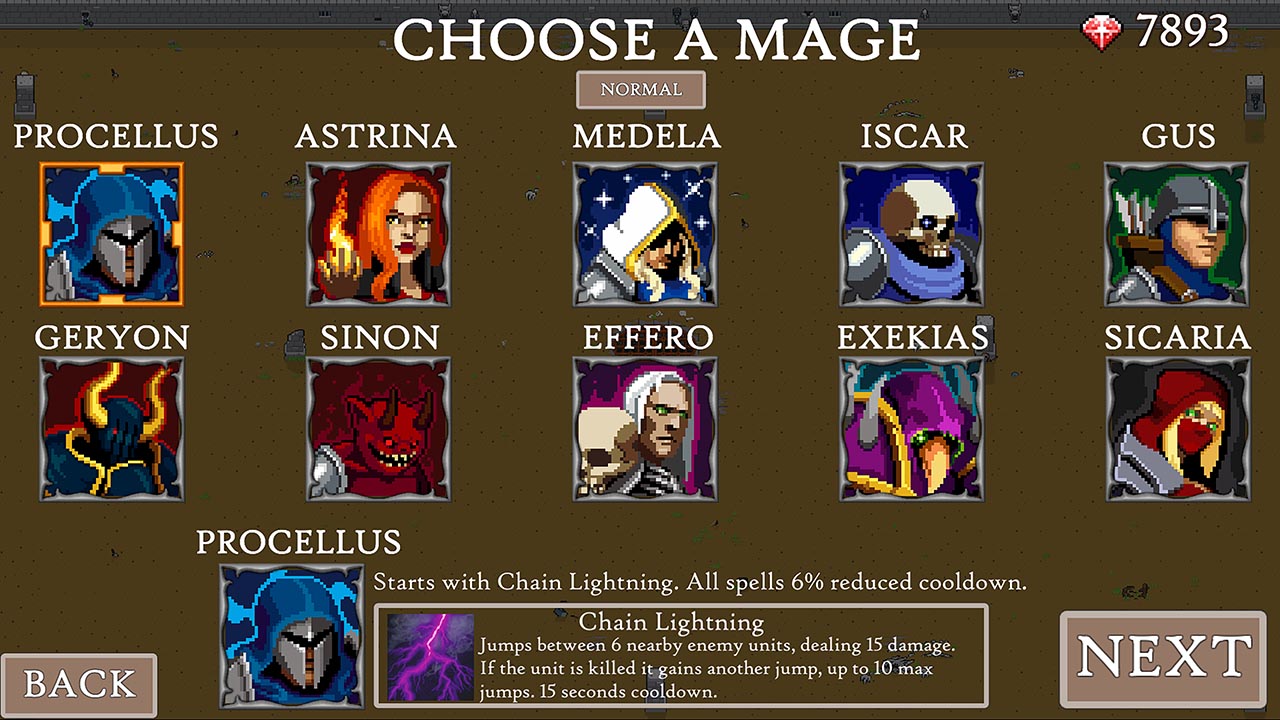 CHOOSE A MAGE
7893
NORMAL
PROCELLUS
ASTRINA
MEDELA
ISCAR
GUS
GERYON
SINON
EFFERO
EXEKIAS
SICARIA
PROCELLUS
Starts with Chain Lightning. All spells 6% reduced cooldown.
Chain Lightning
Jumps between 6 nearby enemy units, dealing 15 damage.
If the unit is killed it gains another jump, up to 10 max
jumps. 15 seconds cooldown.
BACK
NEXT